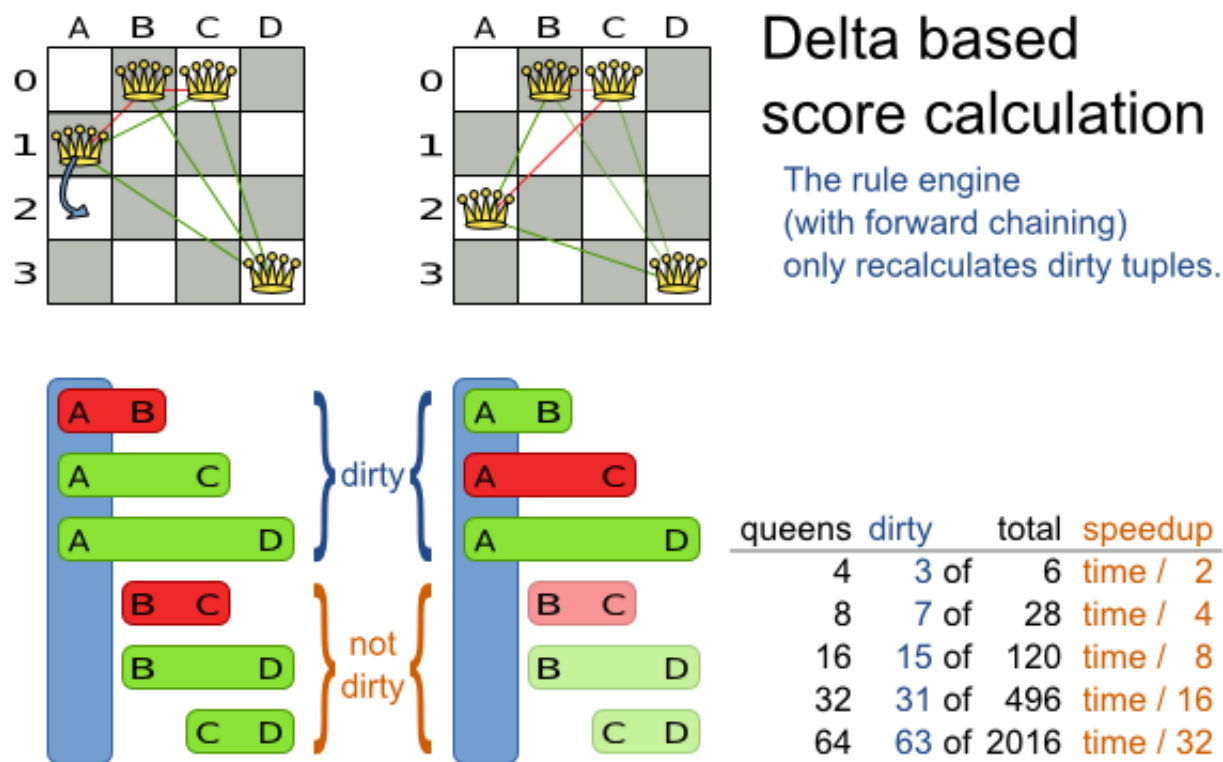 A B C D
0
1
2
3
A B C D
0
1
2
3
Delta based
score calculation
The rule engine
(with forward chaining)
only recalculates dirty tuples.
A B
A C
A D
B C
B D
C D
dirty
not
dirty
A B
A C
A D
B C
B D
C D
queens dirty total speedup
4 3 of 6 time / 2
8 7 of 28 time / 4
16 15 of 120 time / 8
32 31 of 496 time / 16
64 63 of 2016 time / 32